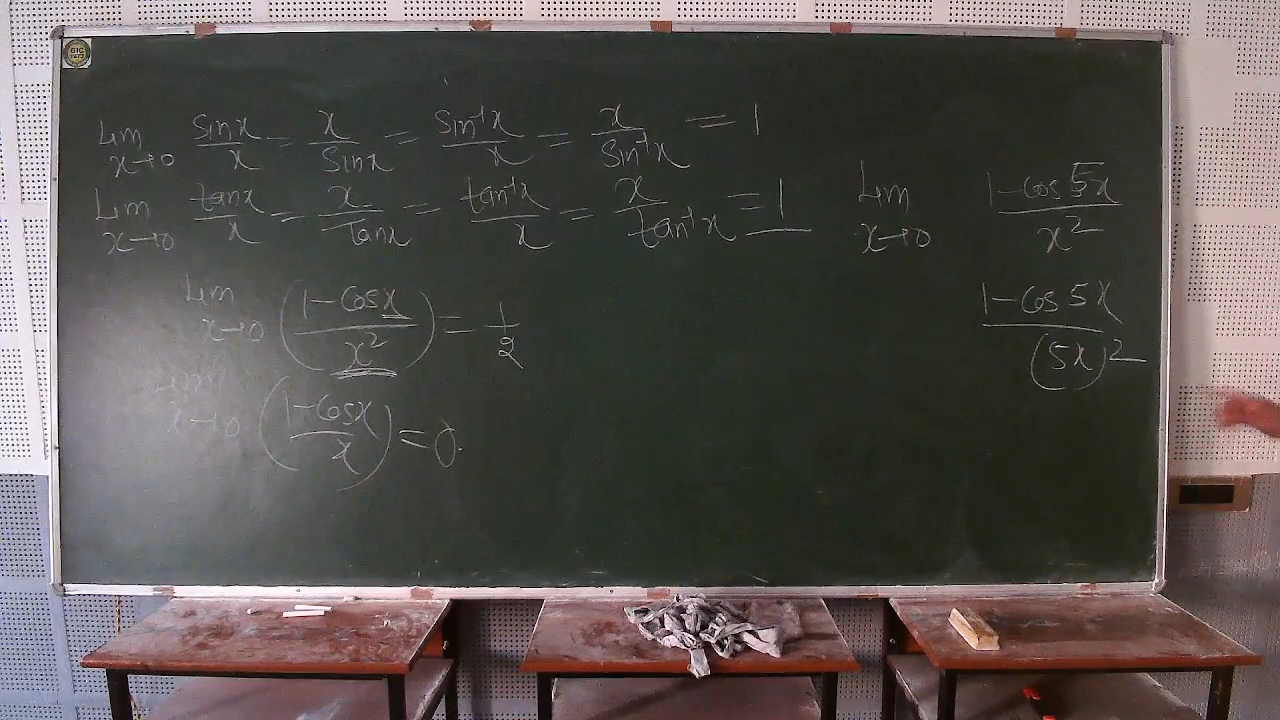 Lim x→0 sinx/x = x/Sinx = Sin⁻¹x/x = x/Sin⁻¹x = 1
Lim x→0 tanx/x = x/Tanx = tan⁻¹x/x = x/tan⁻¹x = 1
Lim x→0 (1-Cosx/x²) = 1/2
Lim x→0 (1-Cosx/x) = 0
Lim x→0 1-Cos5x/x²
1-Cos5x/(5x)²